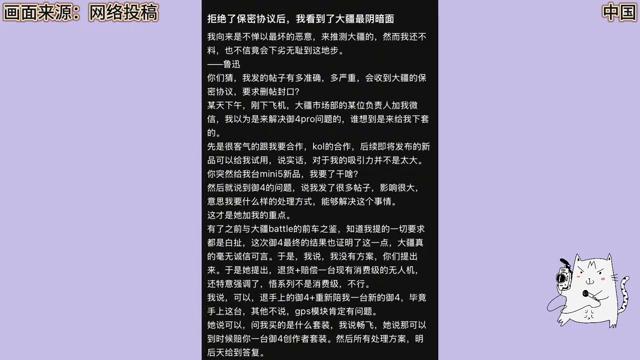 画面来源：网络投稿
中国
拒绝了保密协议后，我看到了大疆最阴暗面
我向来是不惮以最坏的恶意，来推测大疆的，然而我还不
料，也不信竟会下劣无耻到这地步。
——鲁迅
你们猜，我发的帖子有多准确，多严重，会收到大疆的保
密协议，要求删帖封口？
某天下午，刚下飞机，大疆市场部的某位负责人加我微
信，我以为是来解决御4pro问题的，谁想到是来给我下套
的。
先是很客气的跟我要合作，kol的合作，后续即将发布的新
品可以给我试用，说实话，对于我的吸引力并不是太大。
你突然给我台mini5新品，我要了干啥？
然后就说到御4的问题，说我发了很多帖子，影响很大，
意思我要什么样的处理方式，能够解决这个事情。
这才是她加我的重点。
有了之前与大疆battle的前车之鉴，知道我提的一切要求
都是白扯，这次御4最终的结果也证明了这一点，大疆真
的毫无诚信可言。于是，我说，我没有方案，你们提出
来。于是她提出，退货+赔偿一台现有消费级的无人机，
还特意强调了，悟系列不是消费级，不行。
我说，可以，退手上的御4+重新陪我一台新的御4，毕竟
手上这台，其他不说，gps模块肯定有问题。
她说可以，问我买的是什么套装，我说畅飞，她说那可以
到时候赔你一台御4创作者套装。然后所有处理方案，明
后天给到答复。